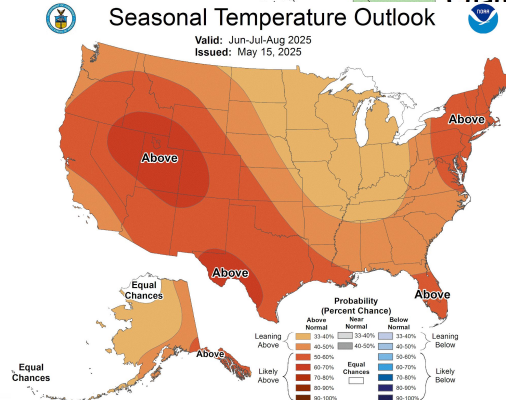 Seasonal Temperature Outlook
Valid: Jun-Jul-Aug 2025
Issued: May 15, 2025
NOAA
Above
Above
Above
Above
Equal
Chances
Above
Equal
Chances
Probability
(Percent Chance)
Above
Normal
Near
Normal
Below
Normal
Leaning
Above
33-40%
33-40%
33-40%
Leaning
Below
40-50%
40-50%
40-50%
Likely
Above
50-60%
50-60%
Likely
Below
60-70%
60-70%
70-80%
70-80%
80-90%
80-90%
90-100%
90-100%
Equal
Chances